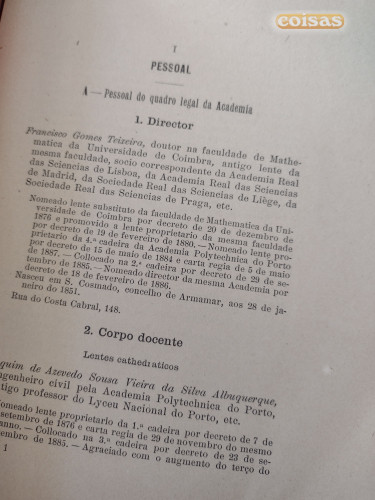 coisas
I
PESSOAL
A — Pessoal do quadro legal da Academia
1. Director
Francisco Gomes Teixeira, doutor na faculdade de Mathe-
matica da Universidade de Coimbra, antigo lente da
mesma faculdade, socio correspondente da Academia Real
das Sciencias de Lisboa, da Academia Real das Sciencias
de Madrid, da Sociedade Real das Sciencias de Liège, da
Sociedade Real das Sciencias de Praga, etc.
Nomeado lente substituto da faculdade de Mathematica da Uni-
versidade de Coimbra por decreto de 20 de dezembro de
1876 e promovido a lente proprietario da mesma faculdade
por decreto de 19 de fevereiro de 1880. — Nomeado lente pro-
prietario da 4.ª cadeira da Academia Polytechnica do Porto
por decreto de 15 de maio de 1884 e carta regia de 5 de maio
de 1887. — Collocado na 2.ª cadeira por decreto de 29 de se-
tembro de 1885. — Nomeado director da mesma Academia por
decreto de 18 de fevereiro de 1886.
Nasceu em S. Cosmado, concelho de Armamar, aos 28 de ja-
neiro de 1851.
Rua do Costa Cabral, 148.
2. Corpo docente
Lentes cathedraticos
quim de Azevedo Sousa Vieira da Silva Albuquerque,
genheiro civil pela Academia Polytechnica do Porto,
tigo professor do Lyceu Nacional do Porto, etc.
omeado lente proprietario da 1.ª cadeira por decreto de 7 de
setembro de 1876 e carta regia de 29 de novembro do mesmo
anno. — Collocado na 3.ª cadeira por decreto de 23 de se-
embro de 1885. — Agraciado com o augmento do terço do
1